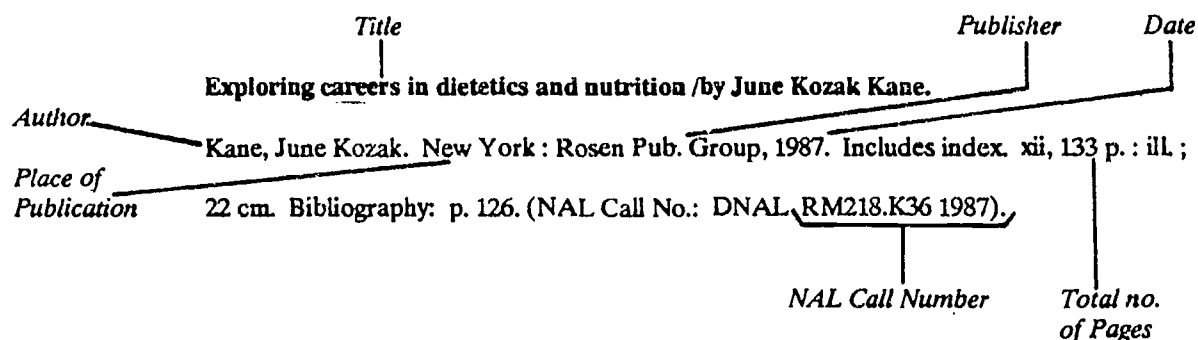 Title Publisher Date
Exploring careers in dietetics and nutrition /by June Kozak Kane.
Author
Kane, June Kozak. New York : Rosen Pub. Group, 1987. Includes index. xii, 133 p. : ill. ;
Place of
Publication
22 cm. Bibliography: p. 126. (NAL Call No.: DNAL RM218.K36 1987).
NAL Call Number
Total no.
of Pages